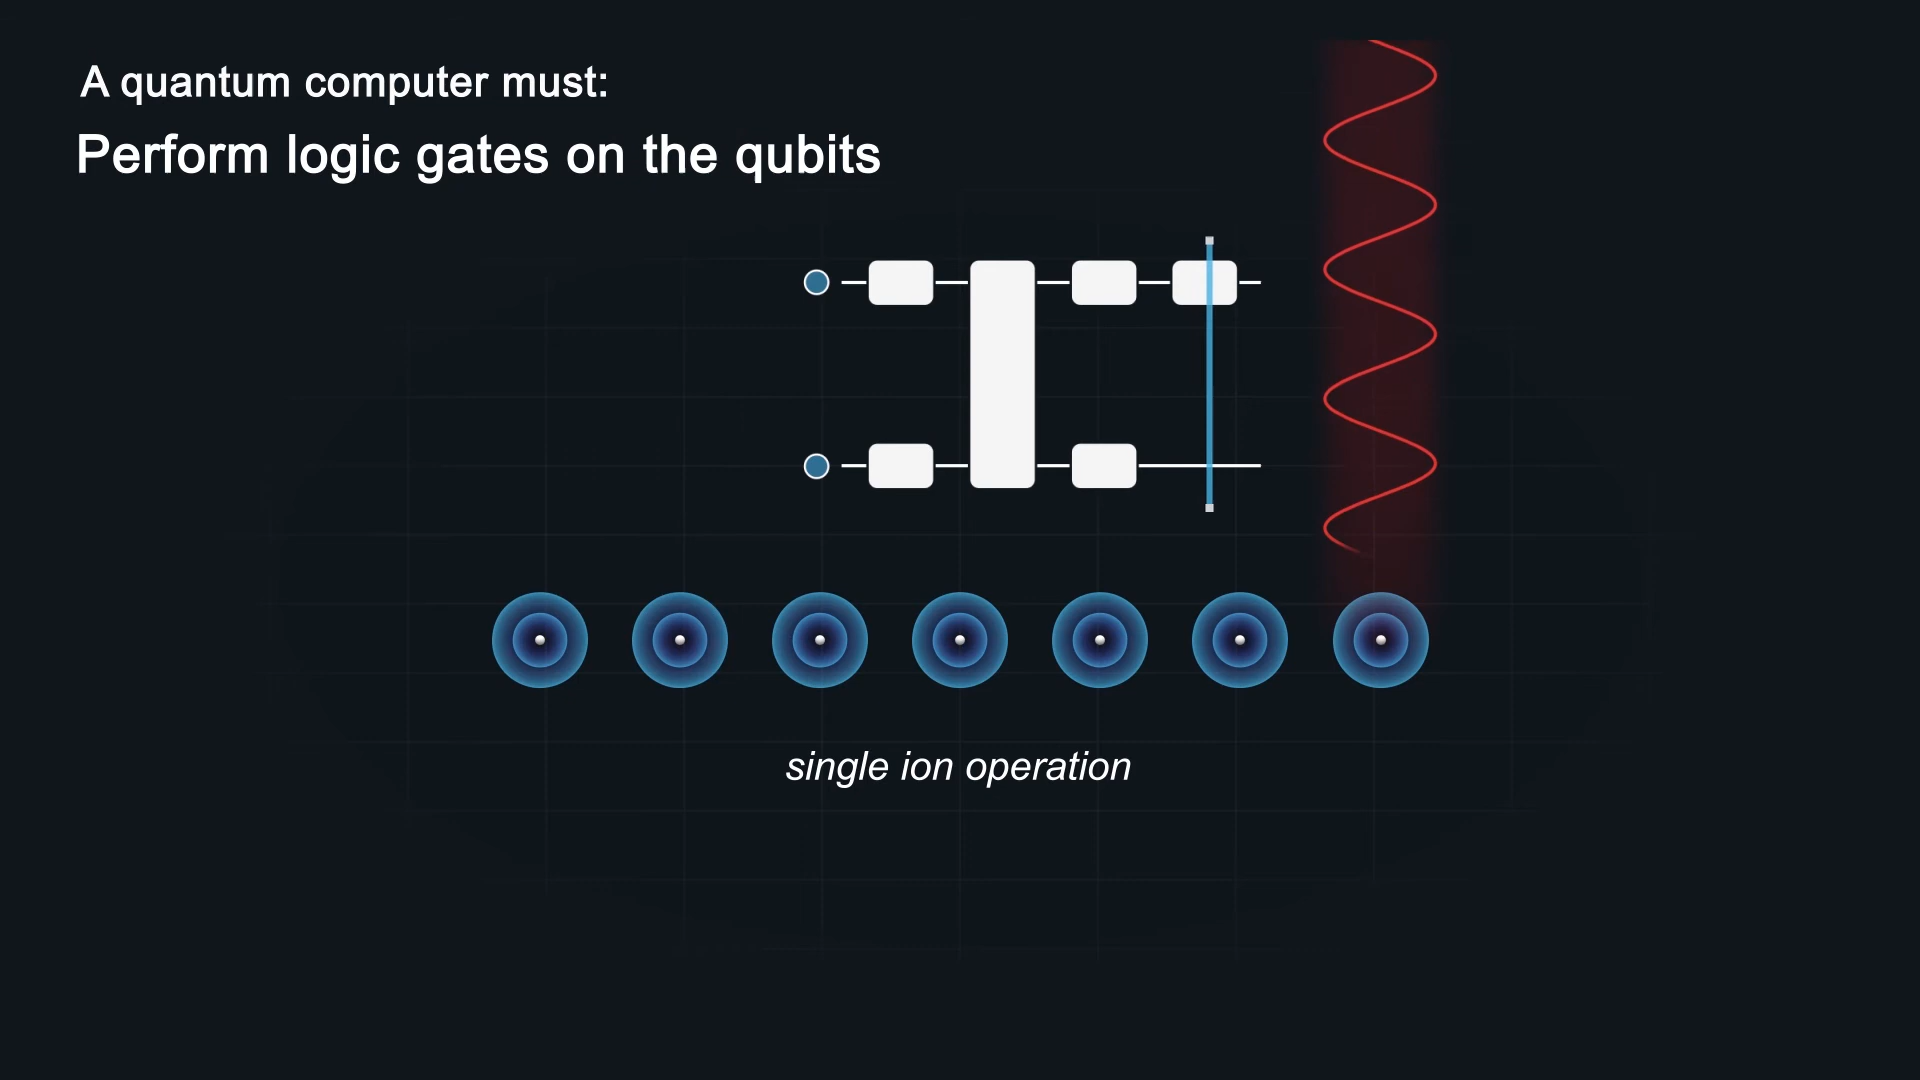 A quantum computer must:
Perform logic gates on the qubits
single ion operation